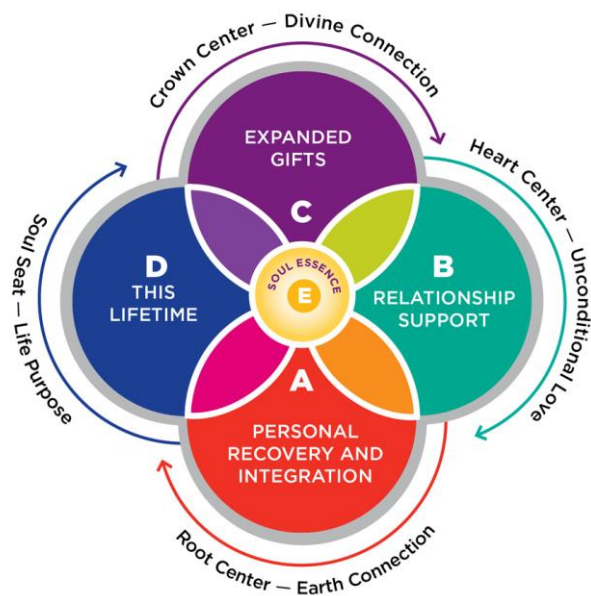 Crown Center — Divine Connection
EXPANDED
GIFTS
C
Heart Center — Unconditional Love
Soul Seat — Life Purpose
D
THIS
LIFETIME
SOUL ESSENCE
E
B
RELATIONSHIP
SUPPORT
A
PERSONAL
RECOVERY AND
INTEGRATION
Root Center — Earth Connection